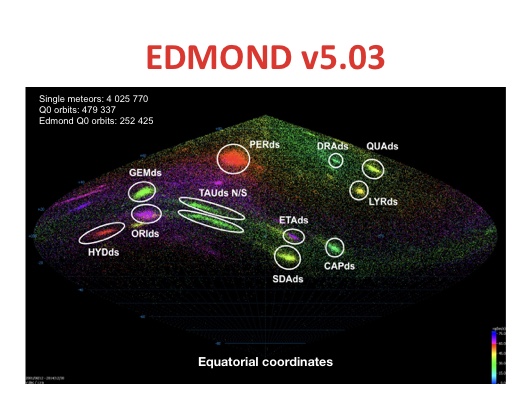 EDMOND v5.03
Single meteors: 4 025 770
Q0 orbits: 479 337
Edmond Q0 orbits: 252 425
PERds
DRAds
QUAds
GEMds
TAUds N/S
LYRds
ETAds
ORIds
HYDds
CAPds
SDAds
Equatorial coordinates